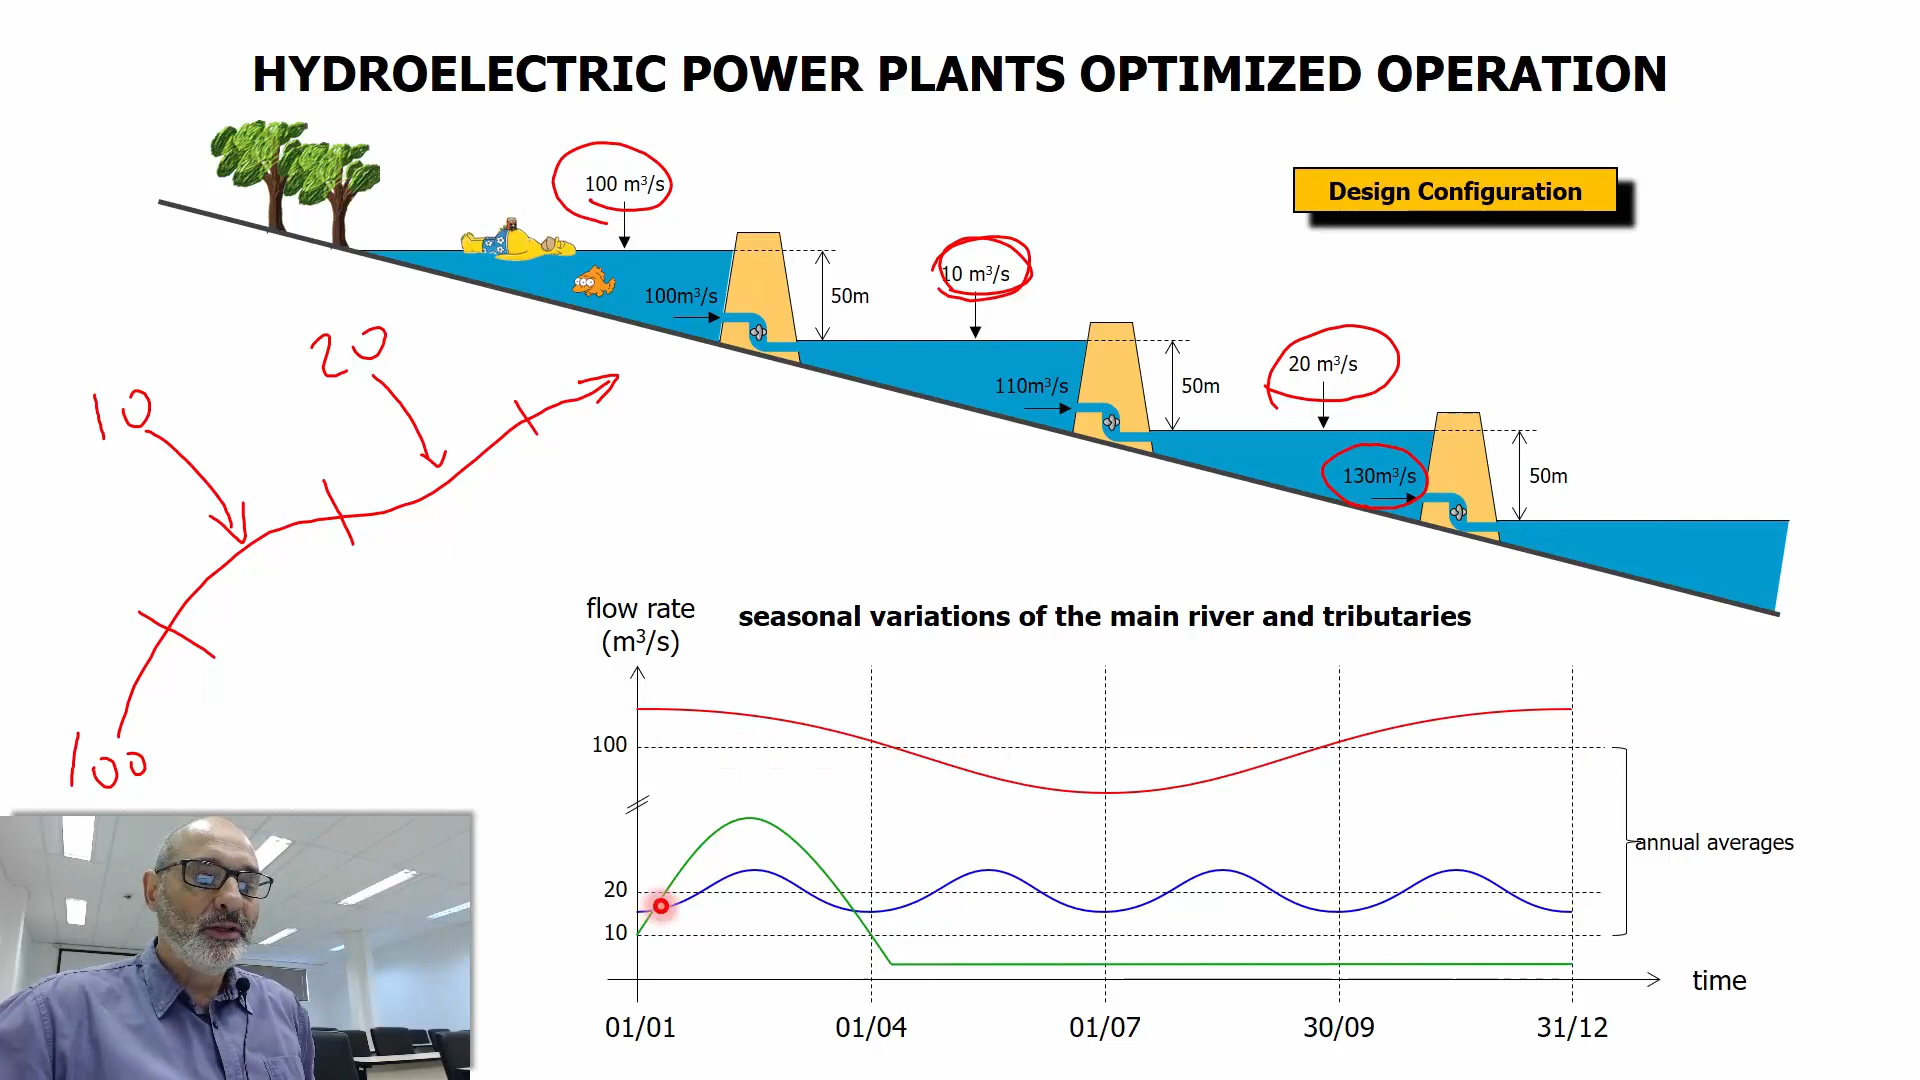 HYDROELECTRIC POWER PLANTS OPTIMIZED OPERATION
100 m³/s
Design Configuration
10 m³/s
100m³/s
50m
20
20 m³/s
110m³/s
50m
10
130m³/s
50m
100
flow rate
(m³/s)
seasonal variations of the main river and tributaries
100
annual averages
20
10
time
01/01
01/04
01/07
30/09
31/12